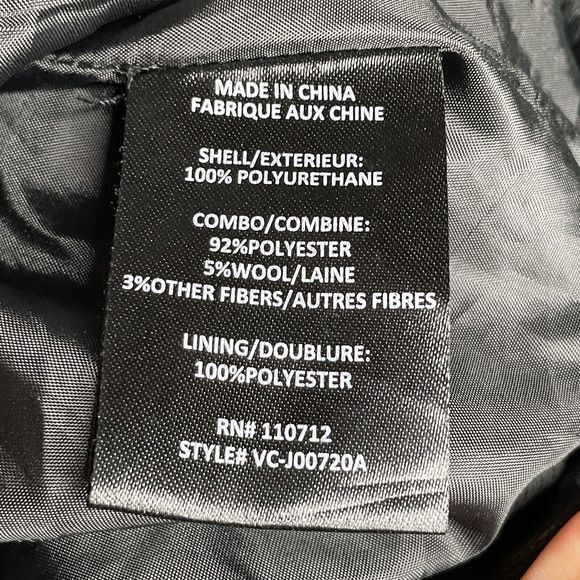 MADE IN CHINA
FABRIQUE AUX CHINE
SHELL/EXTERIEUR:
100% POLYURETHANE
COMBO/COMBINE:
92%POLYESTER
5%WOOL/LAINE
3%OTHER FIBERS/AUTRES FIBRES
LINING/DOUBLURE:
100%POLYESTER
RN# 110712
STYLE# VC-J00720A